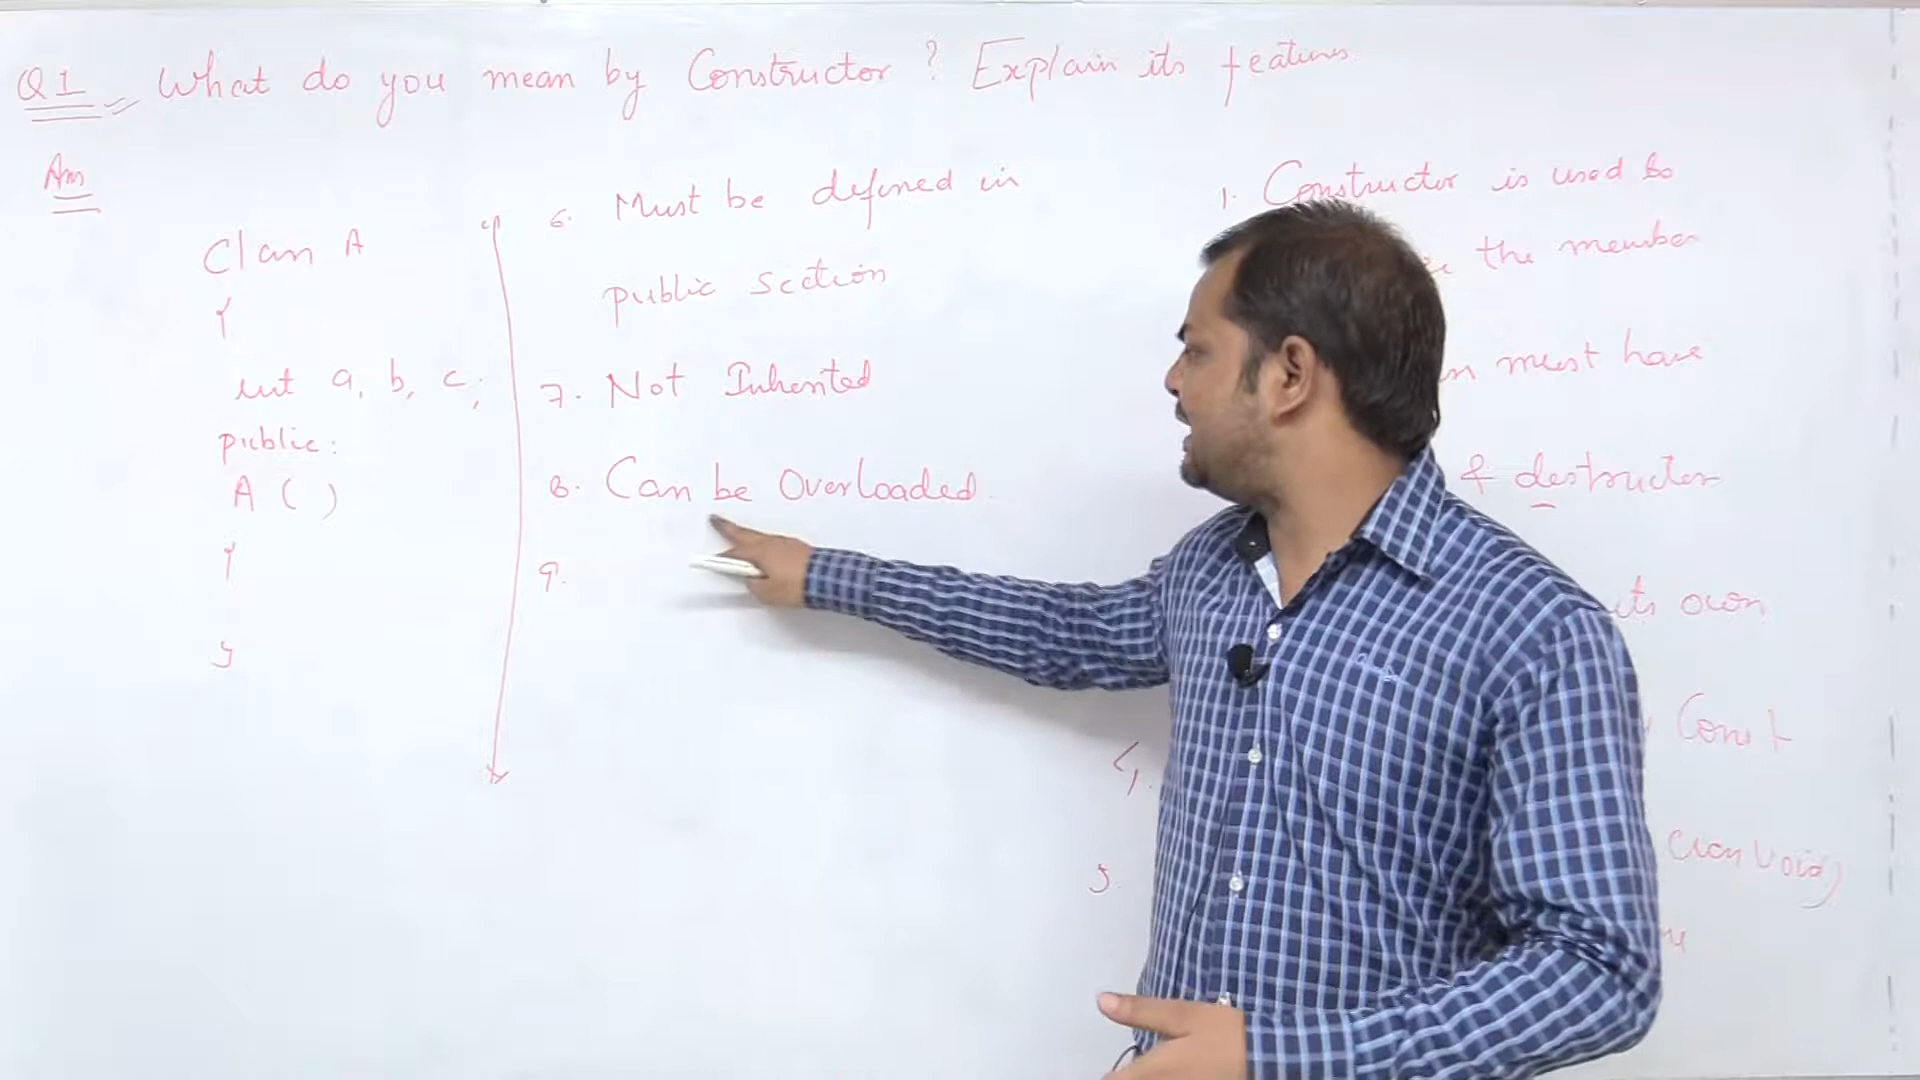 Q1 What do you mean by Constructor ? Explain its features
Ans
Class A
{
int a, b, c;
public:
A ( )
{
}
6. Must be defined in
public section
7. Not Inherited
8. Can be Overloaded
9.
1. Constructor is used to
the member
must have
& destructor
its own
4.
Const
5.
void)